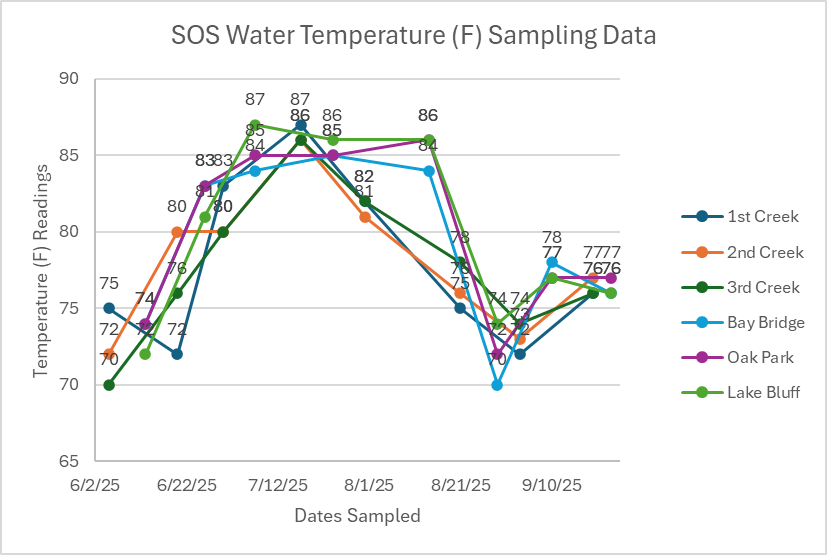 SOS Water Temperature (F) Sampling Data
90
87 87
86 86 86 86
85 85 85
84 84
83 83
82
81 81
80 80 80
78 78
77 77 77
76 76 76 76
75 75 75
74 74 74
73
72 72 72 72 72
70 70 70
65
6/2/25 6/22/25 7/12/25 8/1/25 8/21/25 9/10/25
Temperature (F) Readings
Dates Sampled
1st Creek
2nd Creek
3rd Creek
Bay Bridge
Oak Park
Lake Bluff